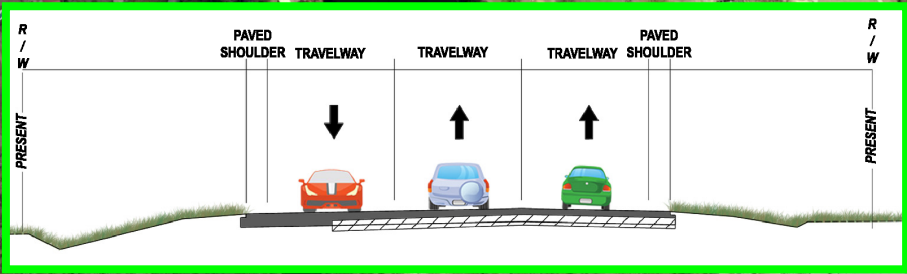 R
/
W
PRESENT
PAVED
SHOULDER
TRAVELWAY
TRAVELWAY
TRAVELWAY
PAVED
SHOULDER
R
/
W
PRESENT